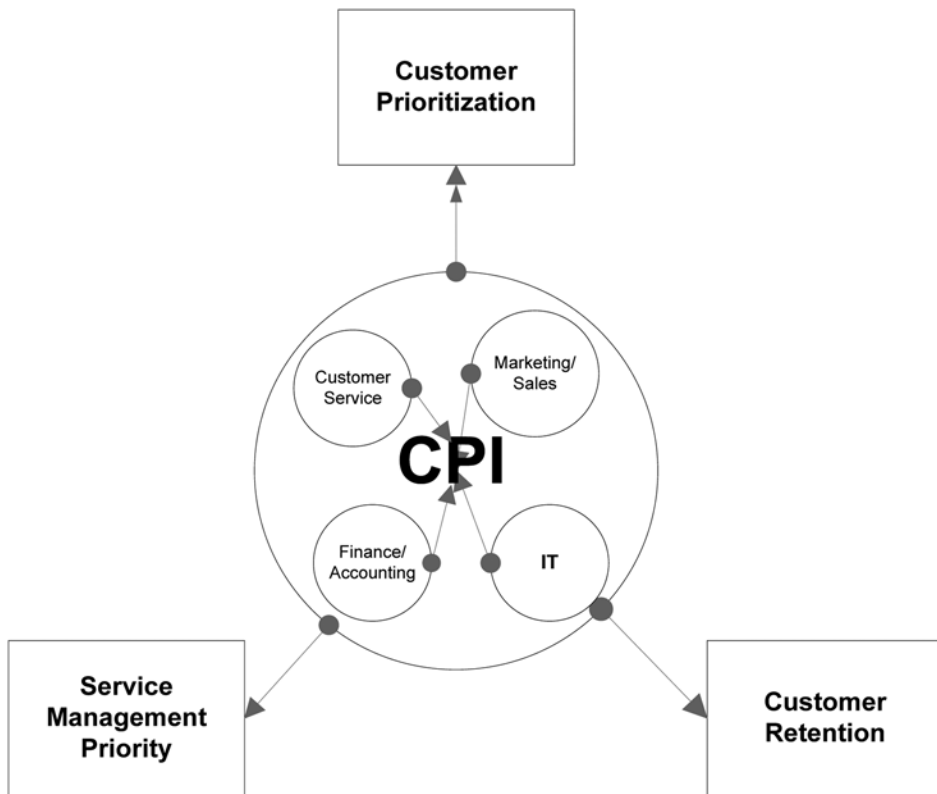 Customer
Prioritization
Customer
Service
Marketing/
Sales
CPI
Finance/
Accounting
IT
Service
Management
Priority
Customer
Retention